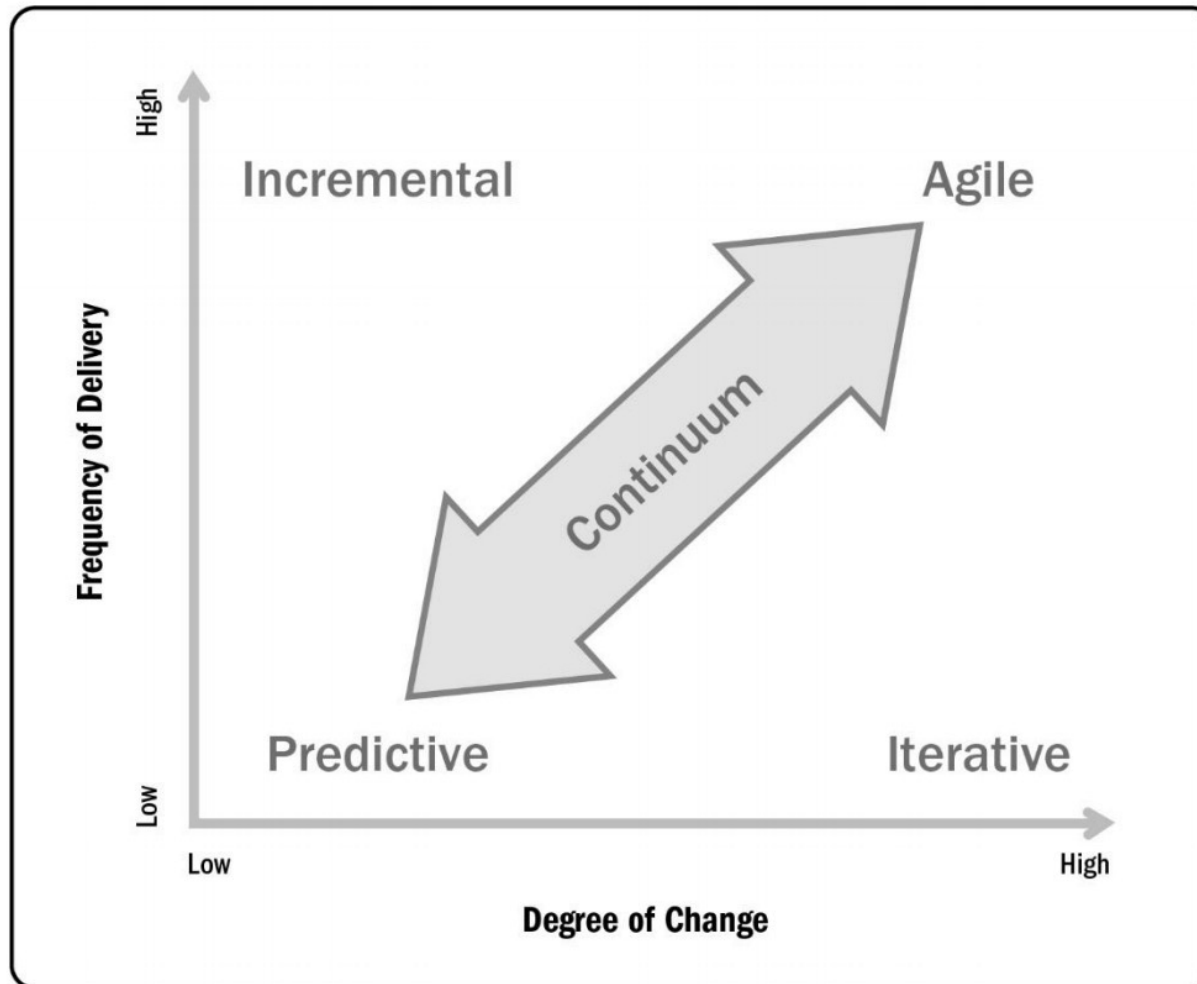 High
Incremental
Agile
Frequency of Delivery
Continuum
Predictive
Iterative
Low
Low
High
Degree of Change